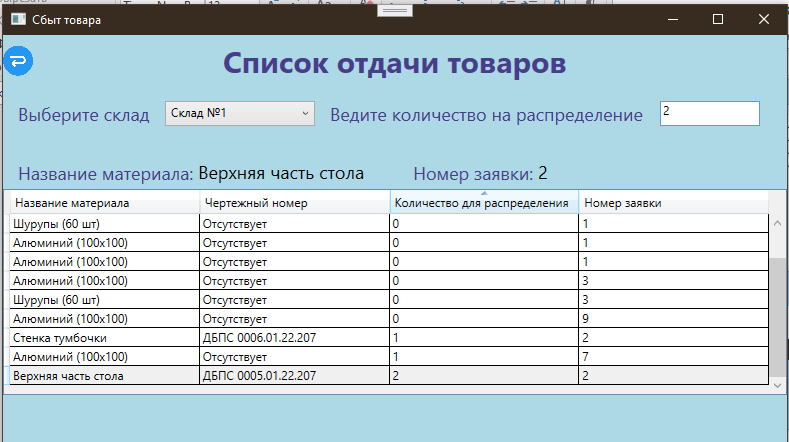 Сбыт товара
Список отдачи товаров
Выберите склад Склад №1 Ведите количество на распределение 2
Название материала: Верхняя часть стола Номер заявки: 2
Название материала Чертежный номер Количество для распределения Номер заявки
Шурупы (60 шт) Отсутствует 0 1
Алюминий (100x100) Отсутствует 0 1
Алюминий (100x100) Отсутствует 0 1
Алюминий (100x100) Отсутствует 0 3
Шурупы (60 шт) Отсутствует 0 3
Алюминий (100x100) Отсутствует 0 9
Стенка тумбочки ДБПС 0006.01.22.207 1 2
Алюминий (100x100) Отсутствует 1 7
Верхняя часть стола ДБПС 0005.01.22.207 2 2